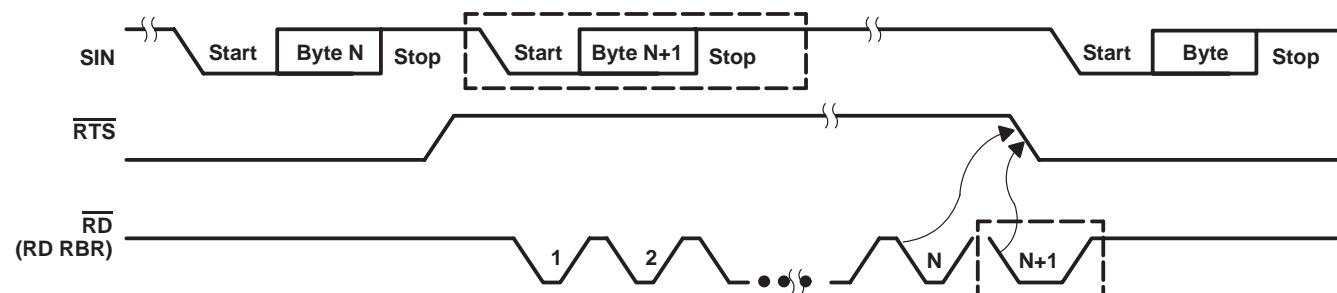 SIN Start Byte N Stop Start Byte N+1 Stop Start Byte Stop
RTS
RD
(RD RBR)
1 2 N N+1